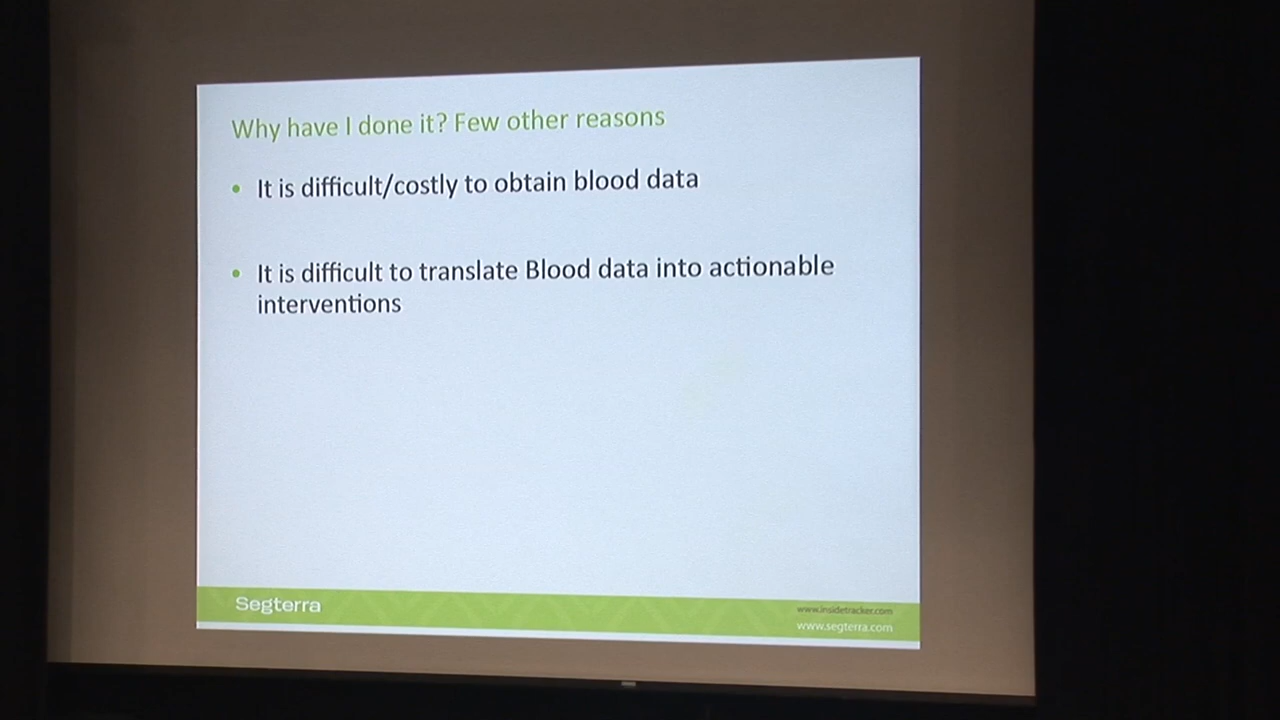 Why have I done it? Few other reasons
• It is difficult/costly to obtain blood data
• It is difficult to translate Blood data into actionable
interventions
Segterra
www.insidetracker.com
www.segterra.com